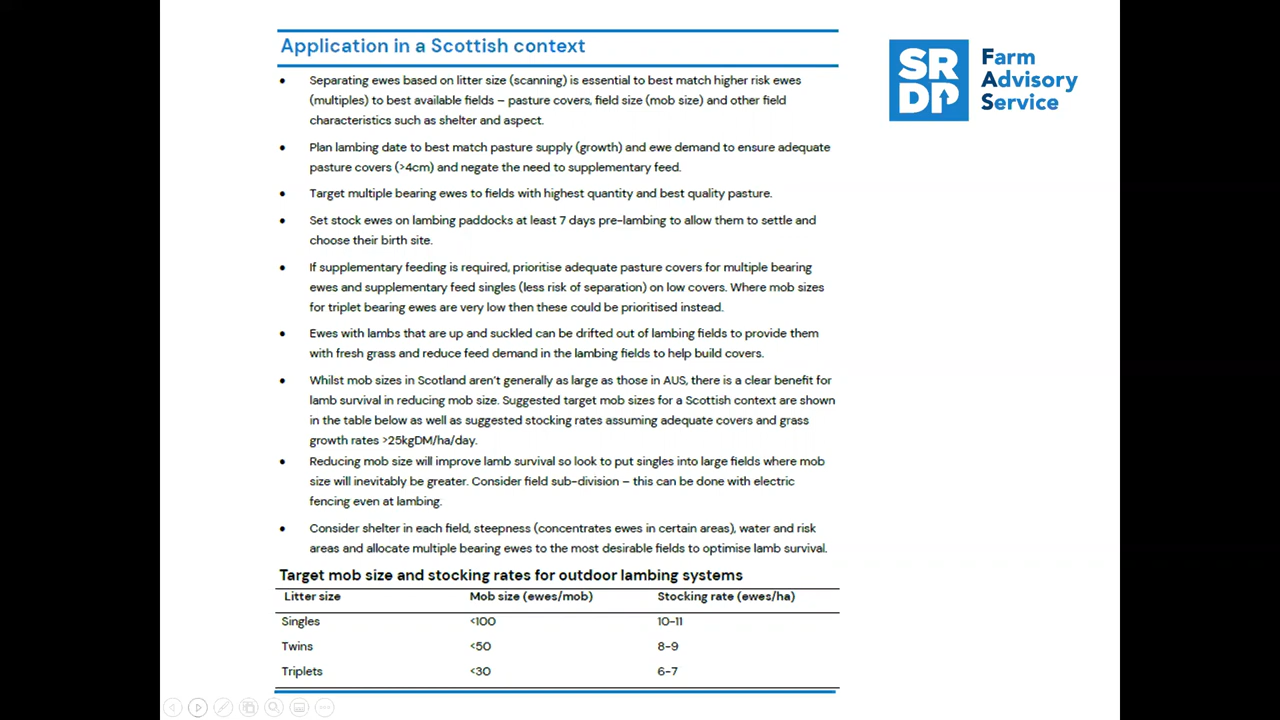 Application in a Scottish context
SR
DP
Farm
Advisory
Service
• Separating ewes based on litter size (scanning) is essential to best match higher risk ewes
(multiples) to best available fields – pasture covers, field size (mob size) and other field
characteristics such as shelter and aspect.
• Plan lambing date to best match pasture supply (growth) and ewe demand to ensure adequate
pasture covers (>4cm) and negate the need to supplementary feed.
• Target multiple bearing ewes to fields with highest quantity and best quality pasture.
• Set stock ewes on lambing paddocks at least 7 days pre-lambing to allow them to settle and
choose their birth site.
• If supplementary feeding is required, prioritise adequate pasture covers for multiple bearing
ewes and supplementary feed singles (less risk of separation) on low covers. Where mob sizes
for triplet bearing ewes are very low then these could be prioritised instead.
• Ewes with lambs that are up and suckled can be drifted out of lambing fields to provide them
with fresh grass and reduce feed demand in the lambing fields to help build covers.
• Whilst mob sizes in Scotland aren't generally as large as those in AUS, there is a clear benefit for
lamb survival in reducing mob size. Suggested target mob sizes for a Scottish context are shown
in the table below as well as suggested stocking rates assuming adequate covers and grass
growth rates >25kgDM/ha/day.
• Reducing mob size will improve lamb survival so look to put singles into large fields where mob
size will inevitably be greater. Consider field sub-division – this can be done with electric
fencing even at lambing.
• Consider shelter in each field, steepness (concentrates ewes in certain areas), water and risk
areas and allocate multiple bearing ewes to the most desirable fields to optimise lamb survival.
Target mob size and stocking rates for outdoor lambing systems
Litter size Mob size (ewes/mob) Stocking rate (ewes/ha)
Singles <100 10-11
Twins <50 8-9
Triplets <30 6-7